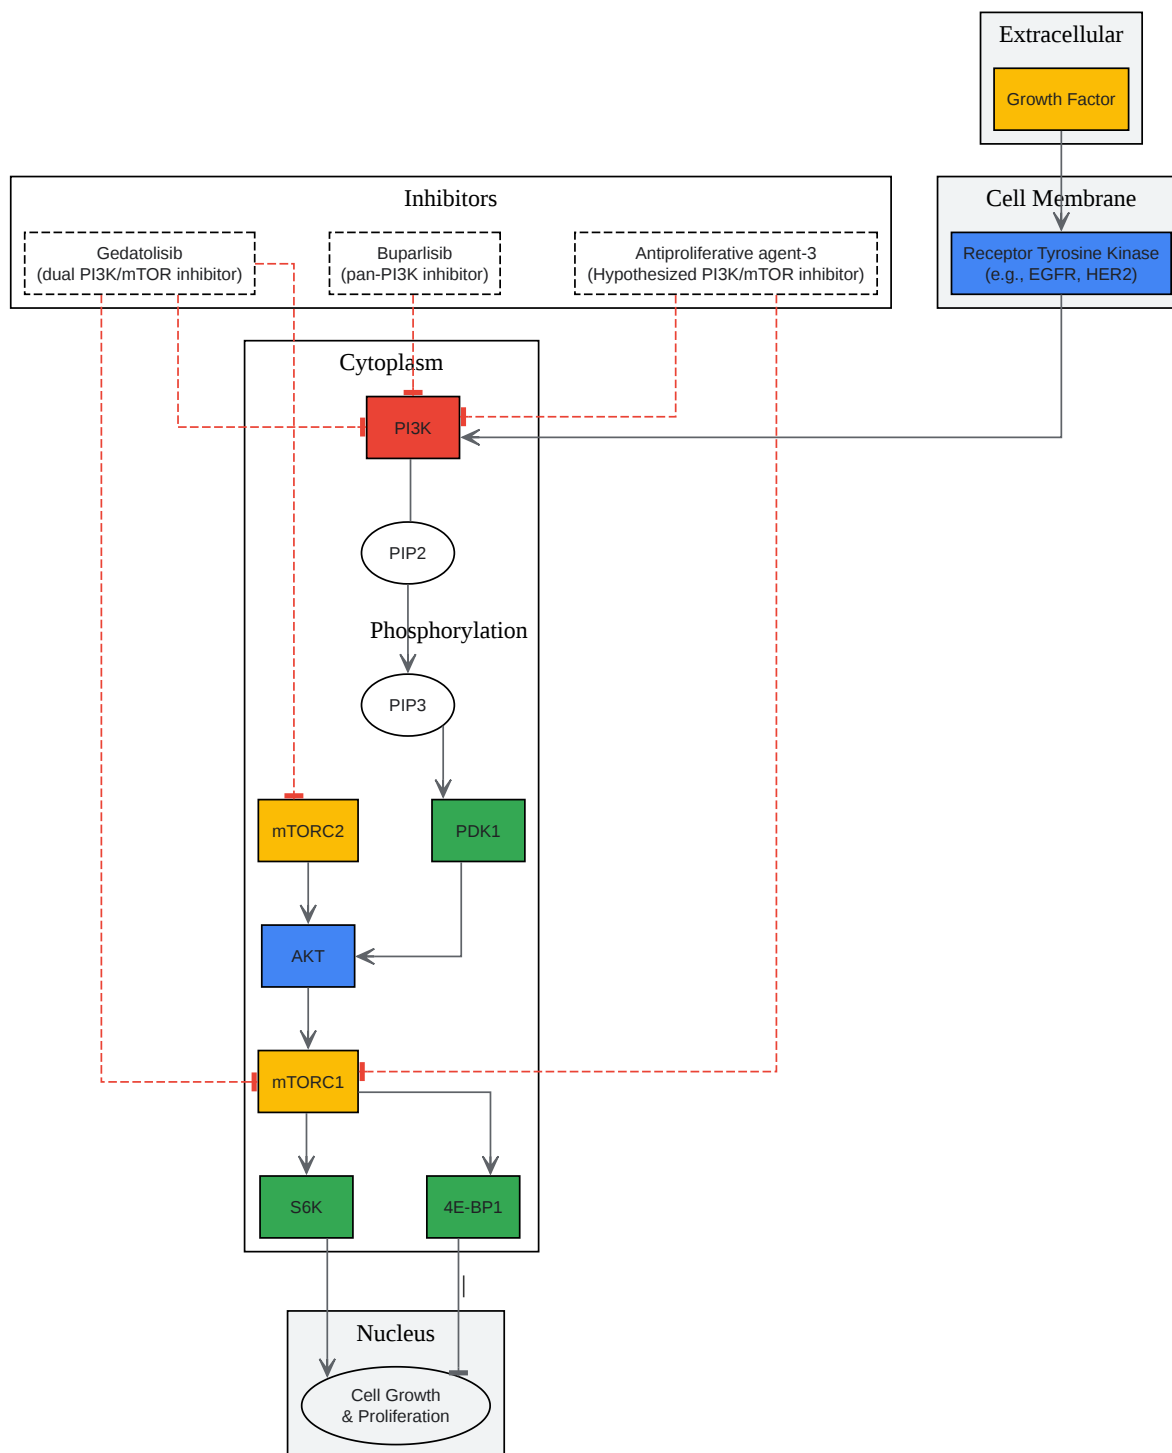 Extracellular
Growth Factor
Inhibitors
Cell Membrane
Gedatolisib
(dual PI3K/mTOR inhibitor)
Buparlisib
(pan-PI3K inhibitor)
Antiproliferative agent-3
(Hypothesized PI3K/mTOR inhibitor)
Receptor Tyrosine Kinase
(e.g., EGFR, HER2)
Cytoplasm
PI3K
PIP2
Phosphorylation
PIP3
mTORC2
PDK1
AKT
mTORC1
S6K
4E-BP1
|
Nucleus
Cell Growth
& Proliferation